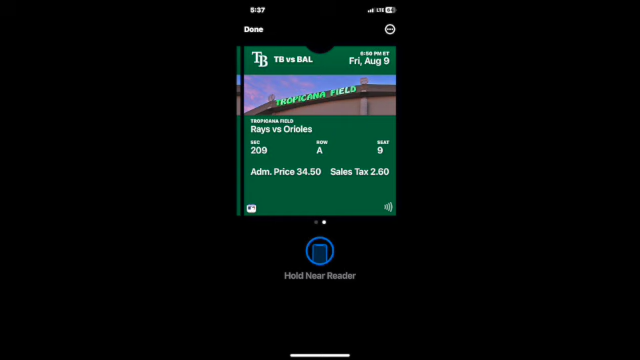 5:37
LTE
Done
TB
TB vs BAL
6:50 PM ET
Fri, Aug 9
TROPICANA FIELD
TROPICANA FIELD
Rays vs Orioles
SEC
ROW
SEAT
209
A
9
Adm. Price 34.50
Sales Tax 2.60
Hold Near Reader